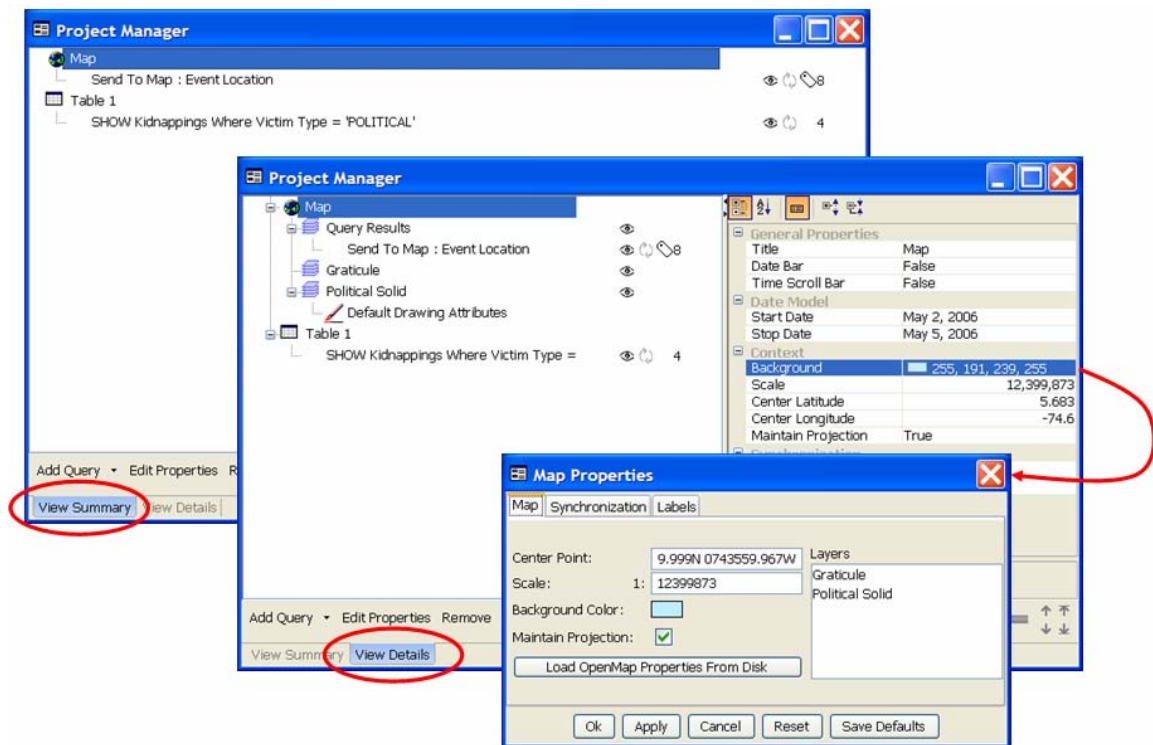 Project Manager
Map
Send To Map : Event Location 8
Table 1
SHOW Kidnappings Where Victim Type = 'POLITICAL' 4
Add Query Edit Properties R
View Summary View Details
Project Manager
Map
Query Results
Send To Map : Event Location 8
Graticule
Political Solid
Default Drawing Attributes
Table 1
SHOW Kidnappings Where Victim Type = 4
Add Query Edit Properties Remove
View Summary View Details
General Properties
Title Map
Date Bar False
Time Scroll Bar False
Date Model
Start Date May 2, 2006
Stop Date May 5, 2006
Context
Background 255, 191, 239, 255
Scale 12,399,873
Center Latitude 5.683
Center Longitude -74.6
Maintain Projection True
Map Properties
Map Synchronization Labels
Center Point: 9.999N 0743559.967W
Scale: 1: 12399873
Background Color:
Maintain Projection:
Load OpenMap Properties From Disk
Layers
Graticule
Political Solid
Ok Apply Cancel Reset Save Defaults